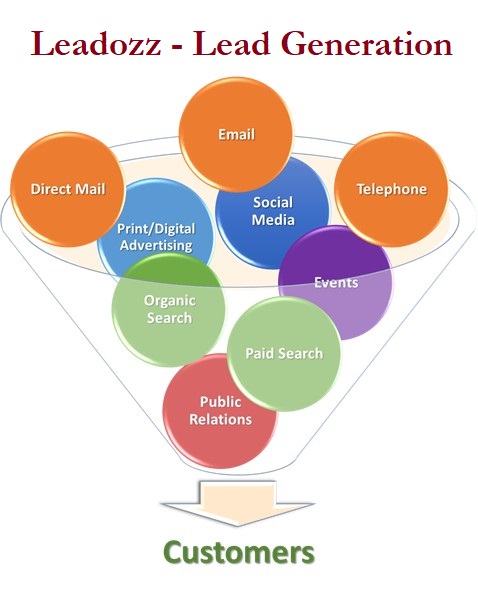 Leadozz - Lead Generation
Email
Direct Mail
Telephone
Social
Media
Print/Digital
Advertising
Events
Organic
Search
Paid Search
Public
Relations
Customers